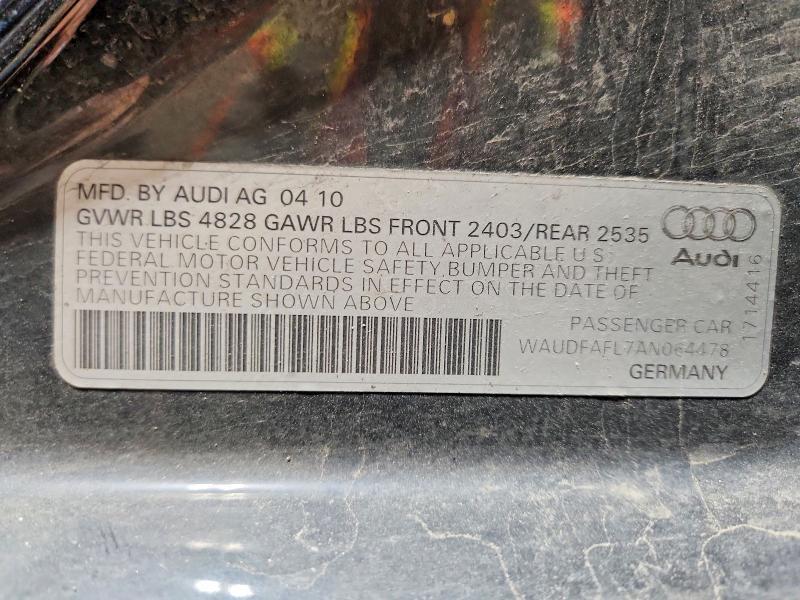 MFD. BY AUDI AG 04 10
GVWR LBS 4828 GAWR LBS FRONT 2403/REAR 2535
THIS VEHICLE CONFORMS TO ALL APPLICABLE U S
FEDERAL MOTOR VEHICLE SAFETY, BUMPER AND THEFT
PREVENTION STANDARDS IN EFFECT ON THE DATE OF
MANUFACTURE SHOWN ABOVE
Audi
1714416
PASSENGER CAR
WAUDFAFL7AN064478
GERMANY